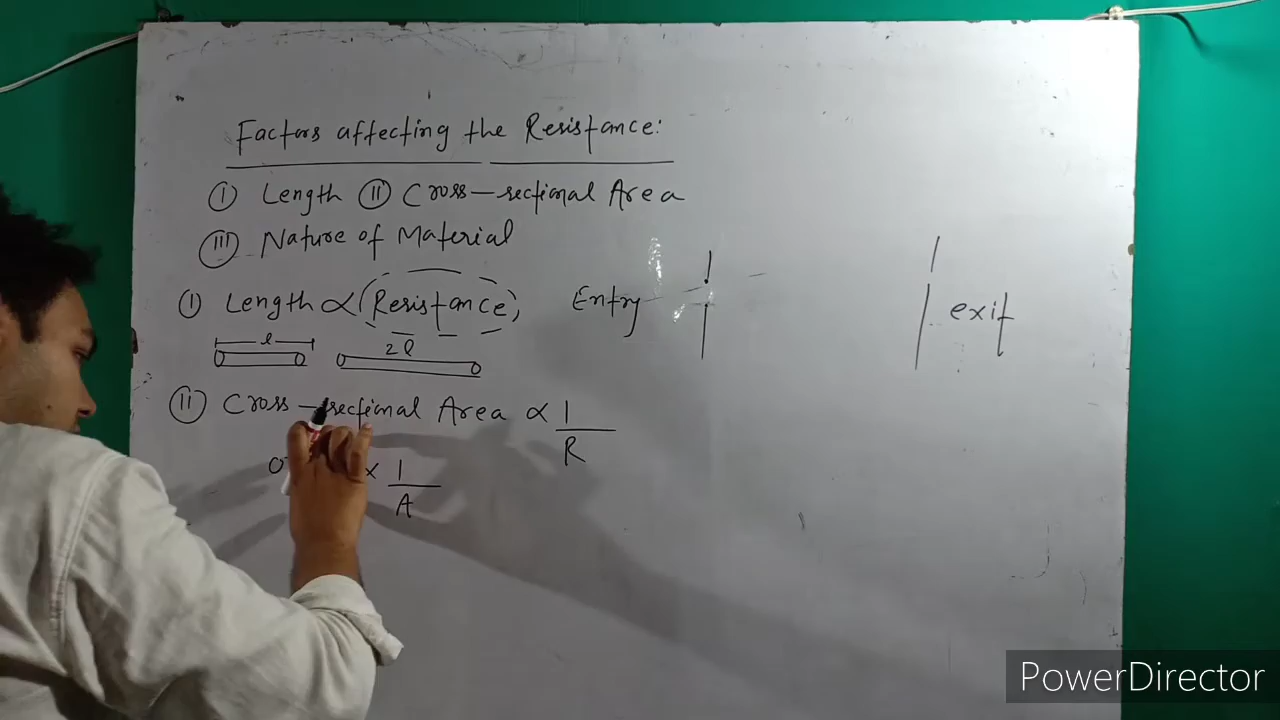 Factors affecting the Resistance:
(I) Length (II) Cross-sectional Area
(III) Nature of Material
(I) Length ∝ (Resistance)
Entry
exit
l
2l
(II) Cross-sectional Area ∝ 1/R
∝ 1/A
PowerDirector